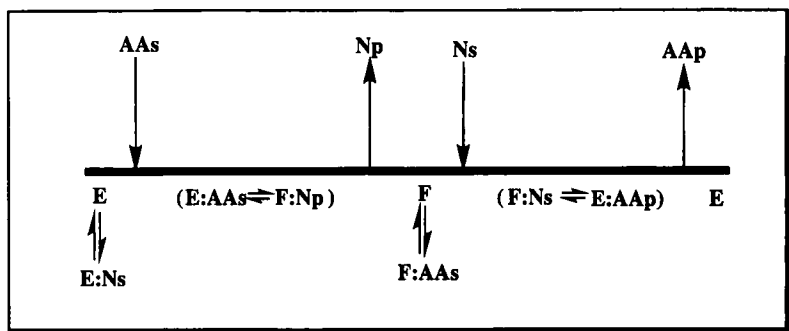 AAs Np Ns AAp
E (E:AAs⇌F:Np) F (F:Ns ⇌ E:AAp) E
E:Ns F:AAs